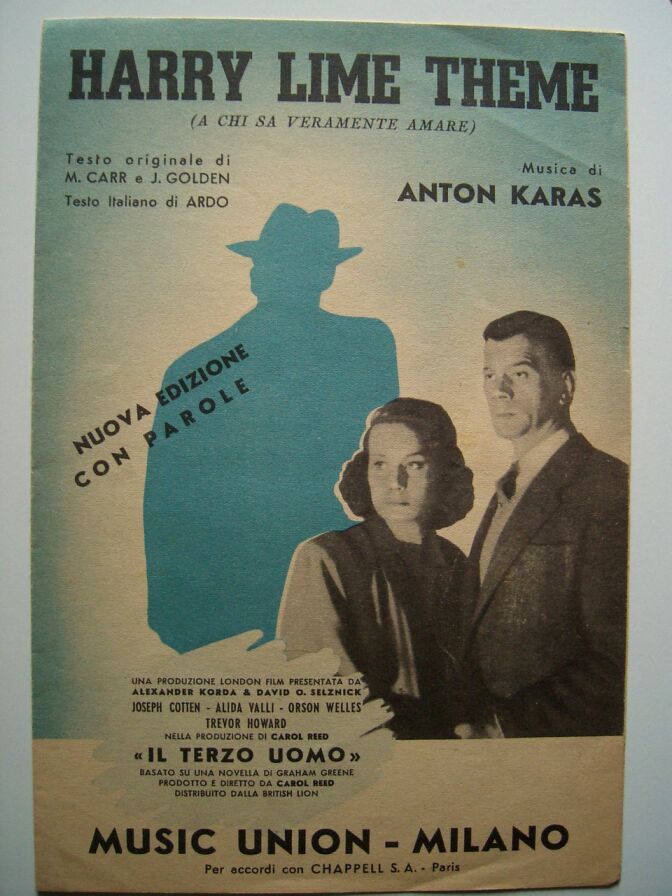 HARRY LIME THEME
(A CHI SA VERAMENTE AMARE)
Testo originale di
M. CARR e J. GOLDEN
Testo Italiano di ARDO
Musica di
ANTON KARAS
NUOVA EDIZIONE
CON PAROLE
UNA PRODUZIONE LONDON FILM PRESENTATA DA
ALEXANDER KORDA & DAVID O. SELZNICK
JOSEPH COTTEN - ALIDA VALLI - ORSON WELLES
TREVOR HOWARD
NELLA PRODUZIONE DI CAROL REED
« IL TERZO UOMO »
BASATO SU UNA NOVELLA DI GRAHAM GREENE
PRODOTTO E DIRETTO DA CAROL REED
DISTRIBUITO DALLA BRITISH LION
MUSIC UNION - MILANO
Per accordi con CHAPPELL S. A. - Paris